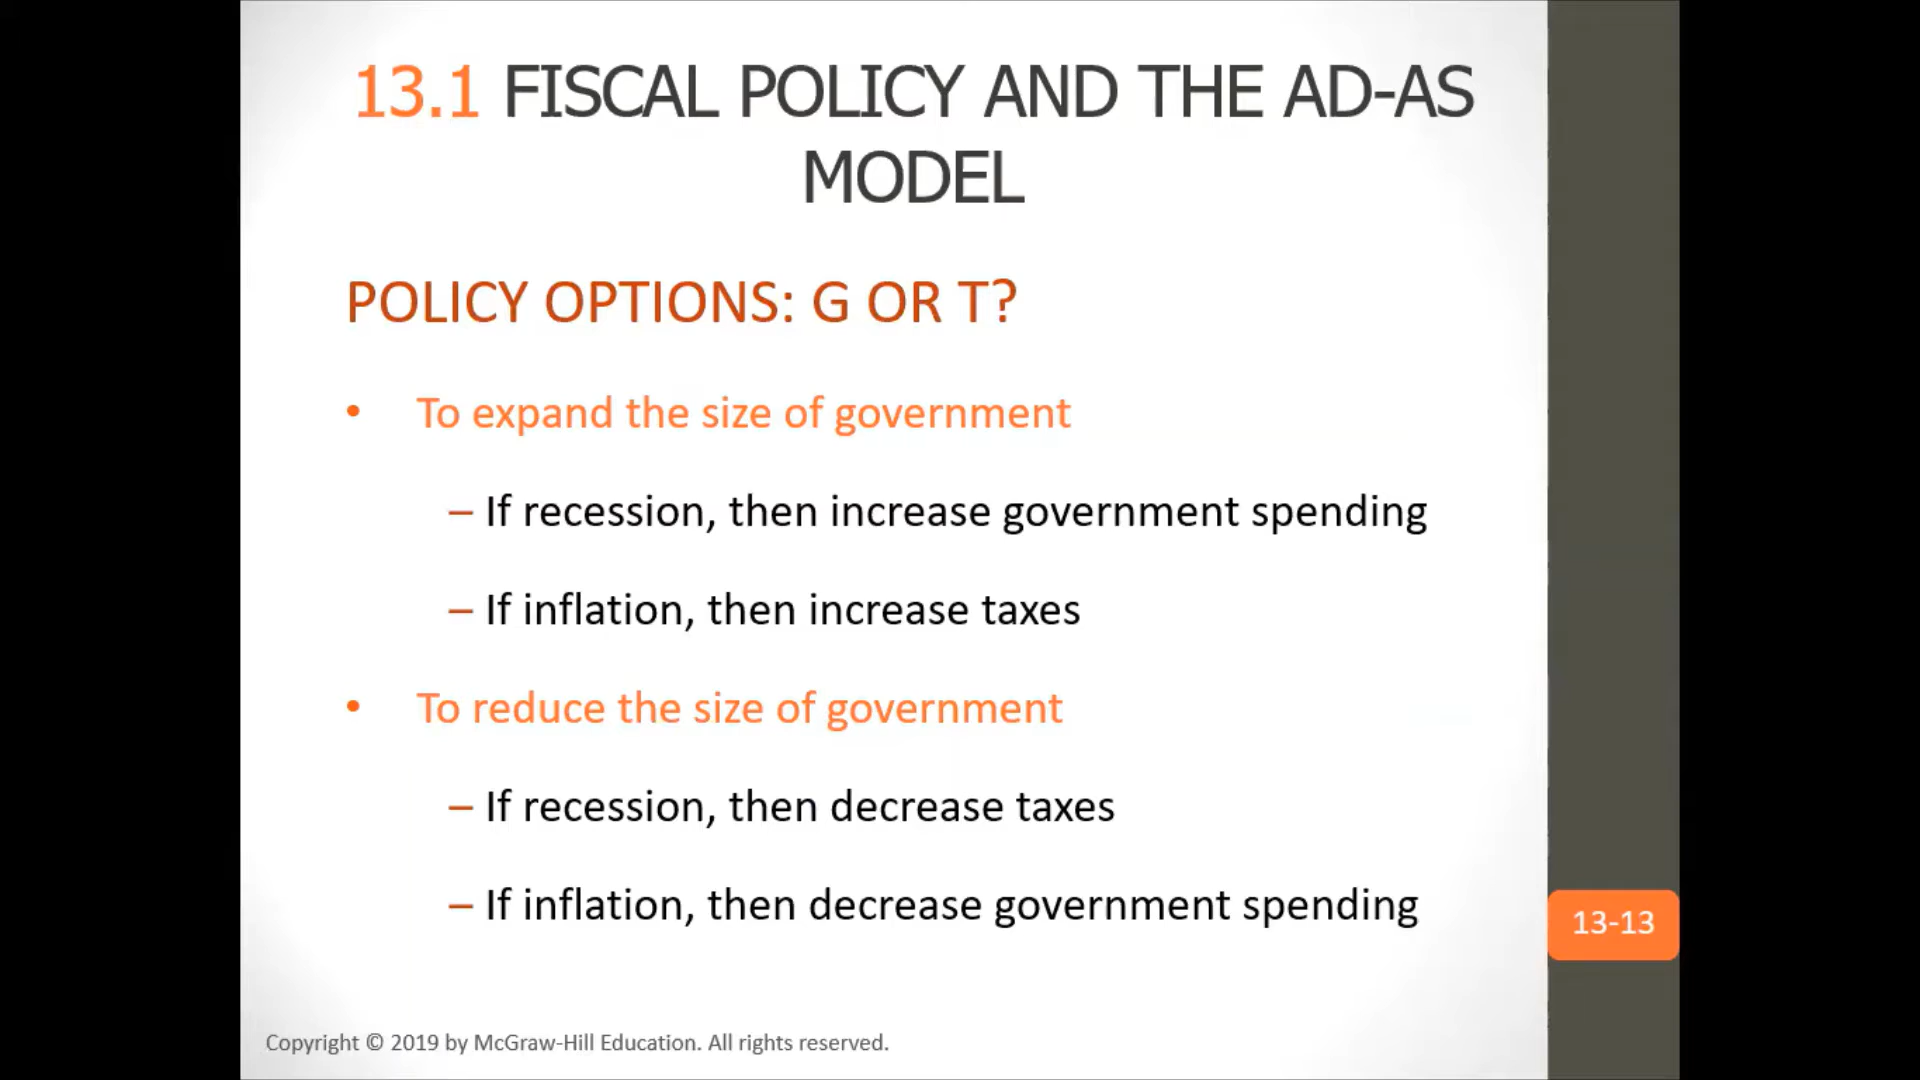 13.1 FISCAL POLICY AND THE AD-AS
MODEL
POLICY OPTIONS: G OR T?
• To expand the size of government
– If recession, then increase government spending
– If inflation, then increase taxes
• To reduce the size of government
– If recession, then decrease taxes
– If inflation, then decrease government spending
13-13
Copyright © 2019 by McGraw-Hill Education. All rights reserved.